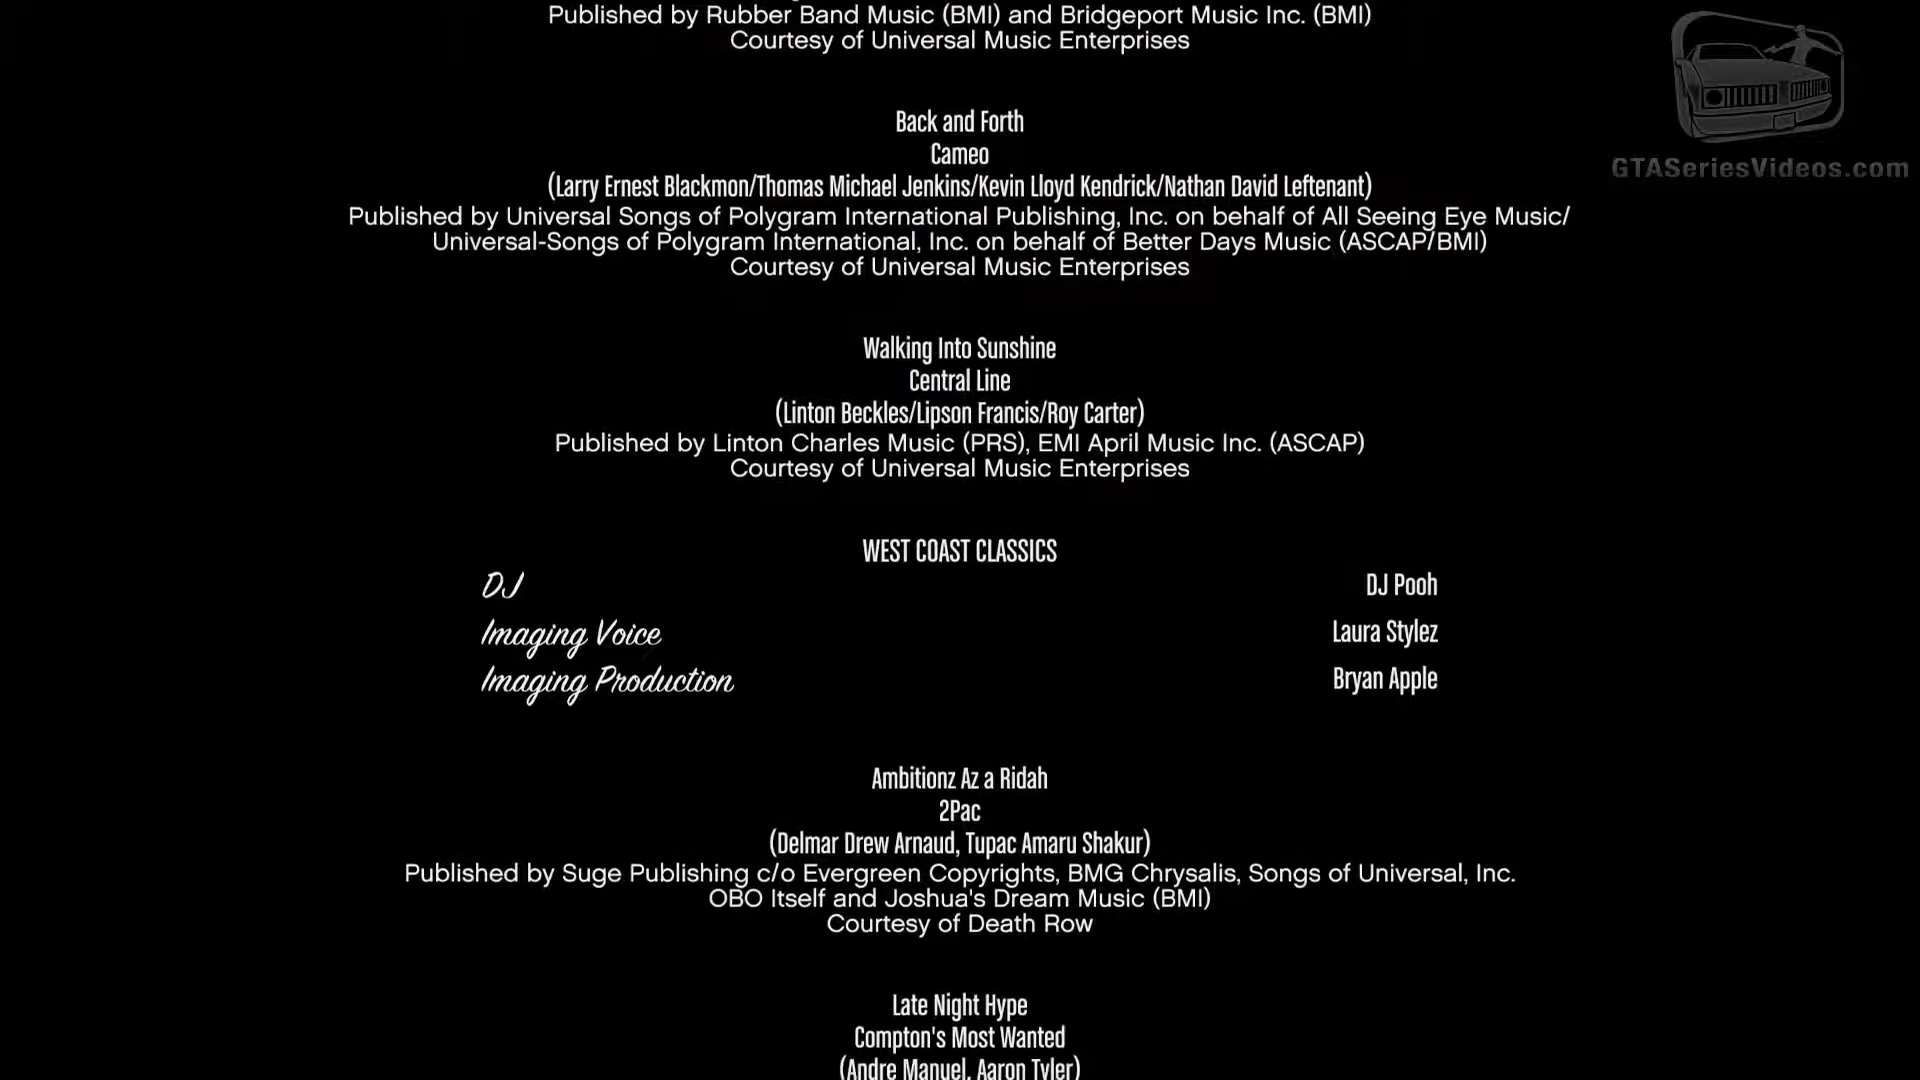 Published by Rubber Band Music (BMI) and Bridgeport Music Inc. (BMI)
Courtesy of Universal Music Enterprises
GTASeriesVideos.com
Back and Forth
Cameo
(Larry Ernest Blackmon/Thomas Michael Jenkins/Kevin Lloyd Kendrick/Nathan David Leftenant)
Published by Universal Songs of Polygram International Publishing, Inc. on behalf of All Seeing Eye Music/
Universal-Songs of Polygram International, Inc. on behalf of Better Days Music (ASCAP/BMI)
Courtesy of Universal Music Enterprises
Walking Into Sunshine
Central Line
(Linton Beckles/Lipson Francis/Roy Carter)
Published by Linton Charles Music (PRS), EMI April Music Inc. (ASCAP)
Courtesy of Universal Music Enterprises
WEST COAST CLASSICS
DJ DJ Pooh
Imaging Voice Laura Stylez
Imaging Production Bryan Apple
Ambitionz Az a Ridah
2Pac
(Delmar Drew Arnaud, Tupac Amaru Shakur)
Published by Suge Publishing c/o Evergreen Copyrights, BMG Chrysalis, Songs of Universal, Inc.
OBO Itself and Joshua's Dream Music (BMI)
Courtesy of Death Row
Late Night Hype
Compton's Most Wanted
(Andre Manuel, Aaron Tyler)